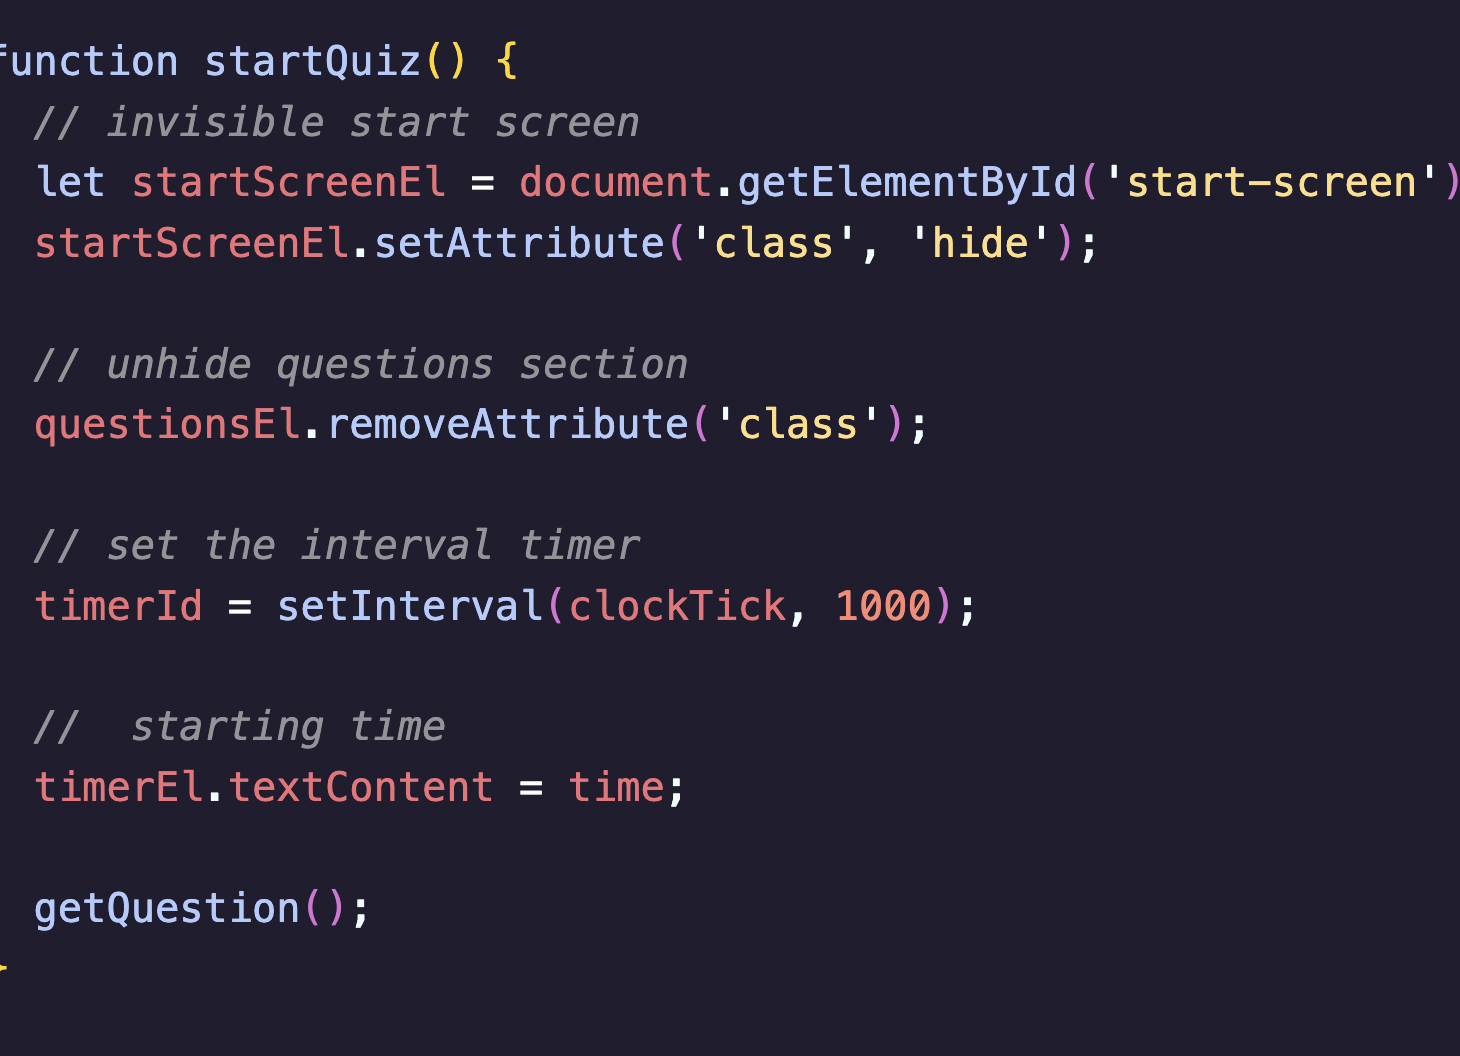 function startQuiz() {
// invisible start screen
let startScreenEl = document.getElementById('start-screen')
startScreenEl.setAttribute('class', 'hide');
// unhide questions section
questionsEl.removeAttribute('class');
// set the interval timer
timerId = setInterval(clockTick, 1000);
//  starting time
timerEl.textContent = time;
getQuestion();
}